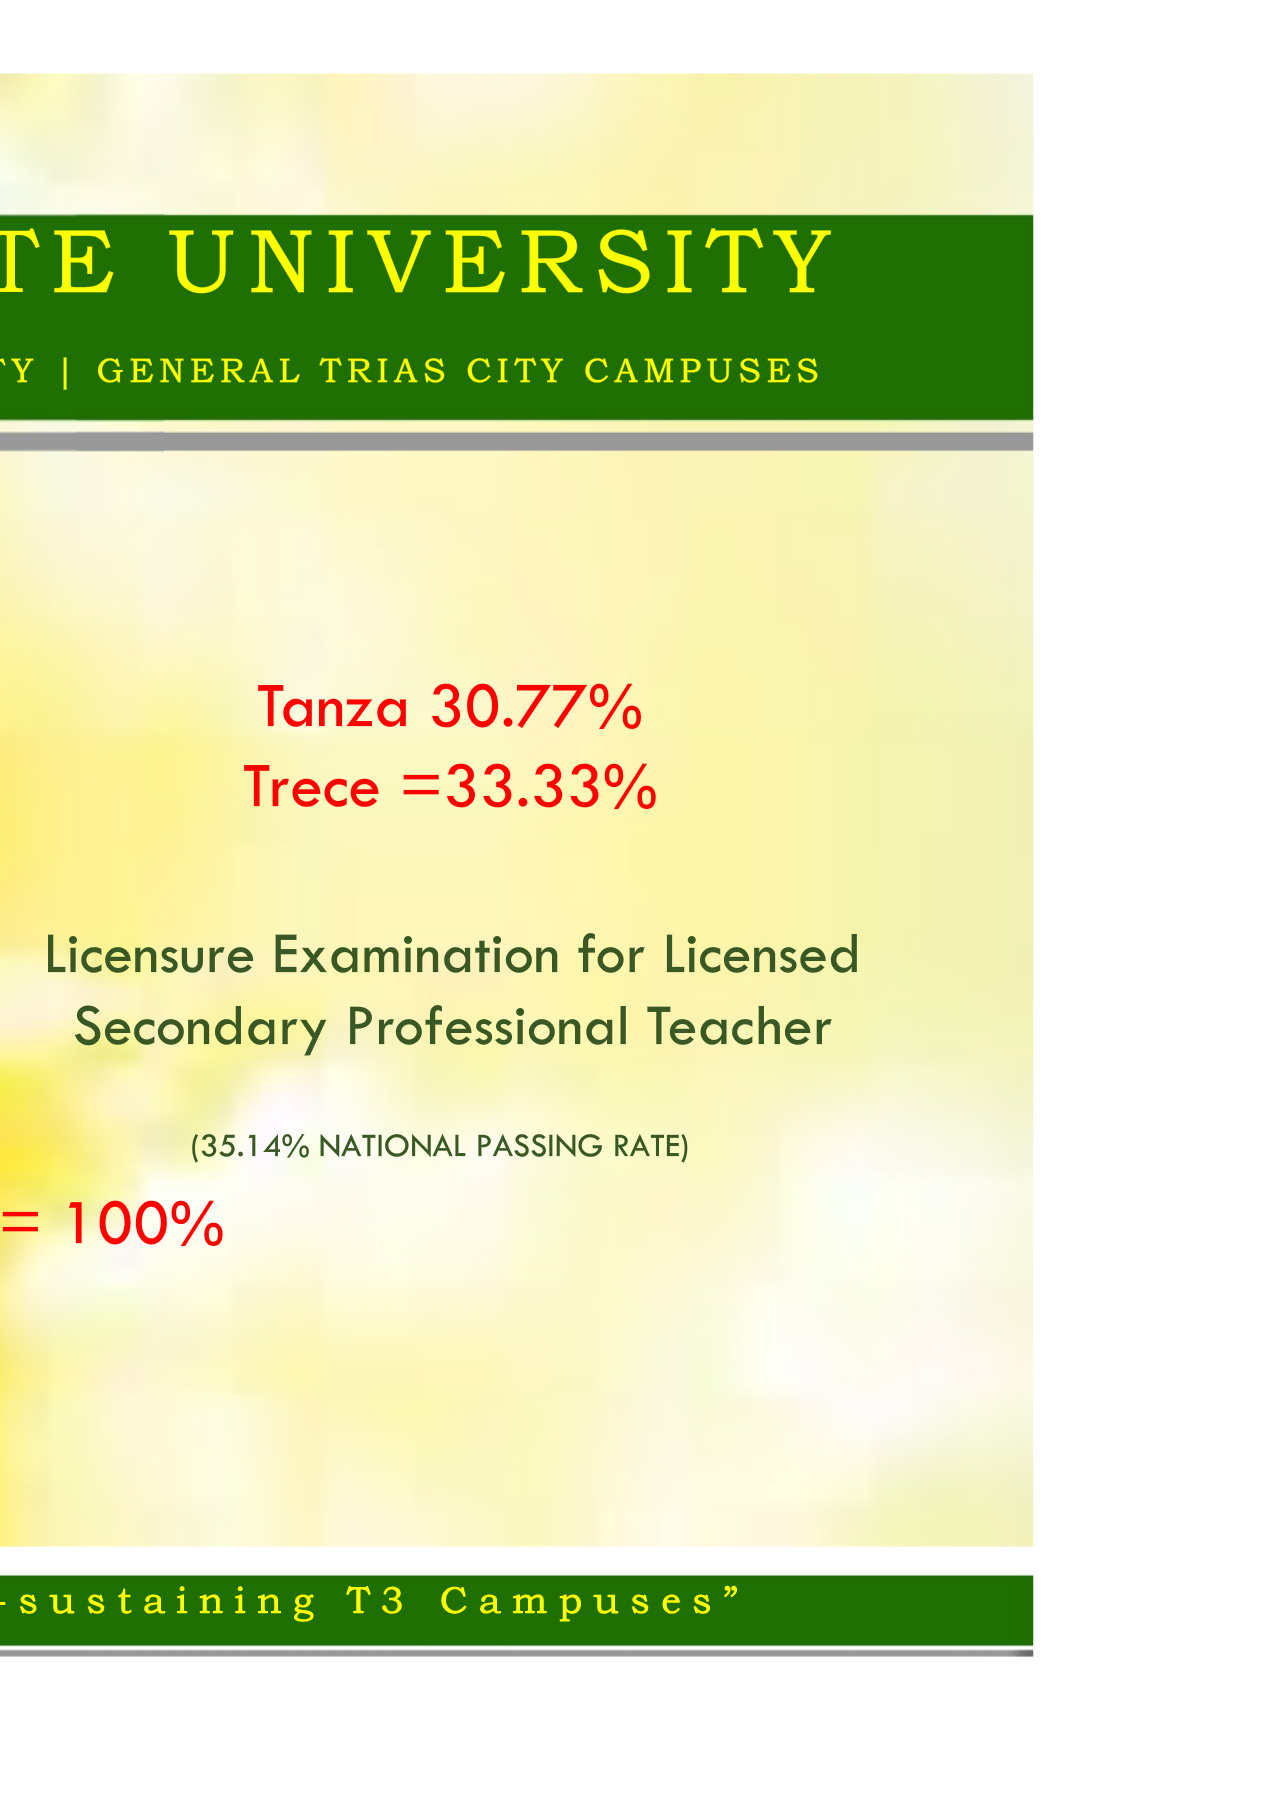 TE UNIVERSITY
TY | GENERAL TRIAS CITY CAMPUSES
Tanza 30.77%
Trece =33.33%
Licensure Examination for Licensed
Secondary Professional Teacher
(35.14% NATIONAL PASSING RATE)
= 100%
-sustaining T3 Campuses”